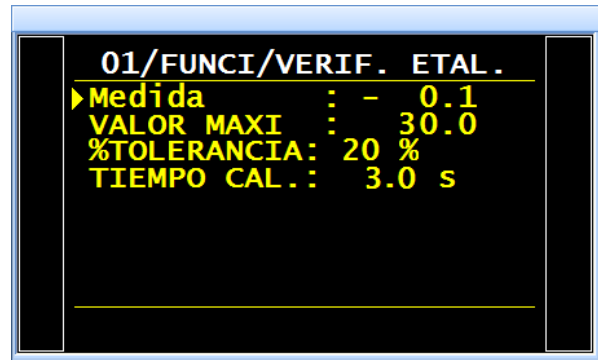 01/FUNCI/VERIF. ETAL.
Medida : - 0.1
VALOR MAXI : 30.0
%TOLERANCIA: 20 %
TIEMPO CAL.: 3.0 s